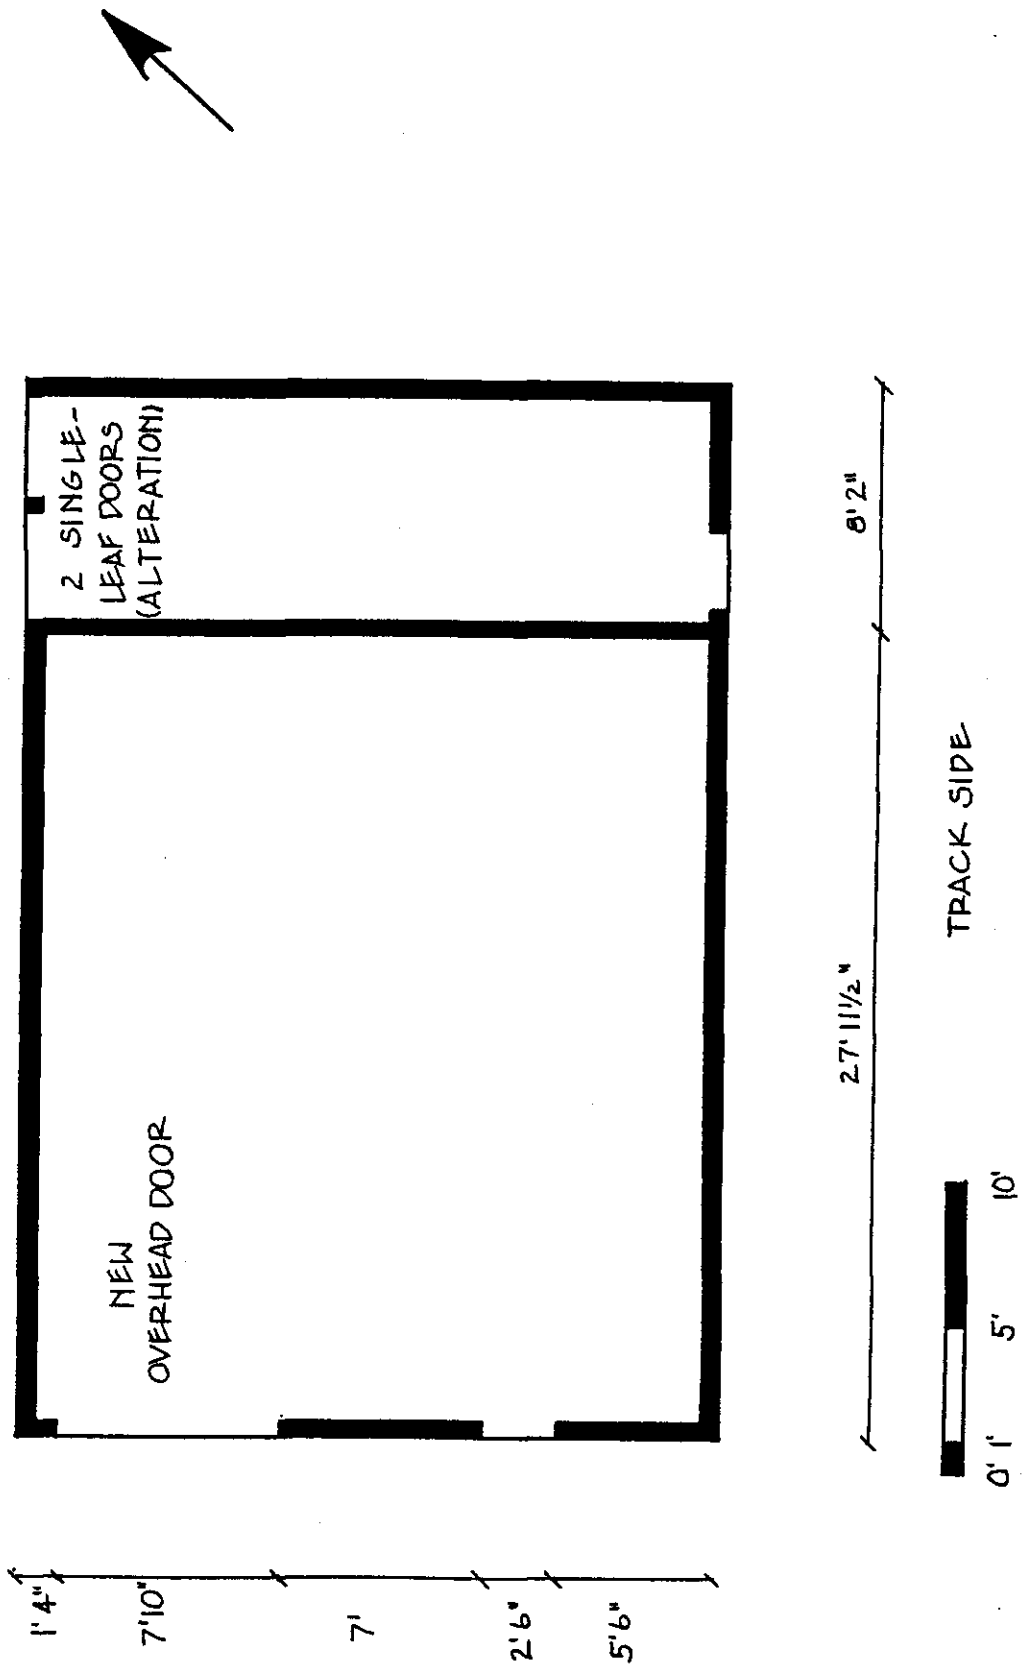 2 SINGLE-
LEAF DOORS
(ALTERATION)
NEW
OVERHEAD DOOR
1'4"
7'10"
7'
2'6"
5'6"
27'11½"
8'2"
TRACK SIDE
0' 1' 5' 10'